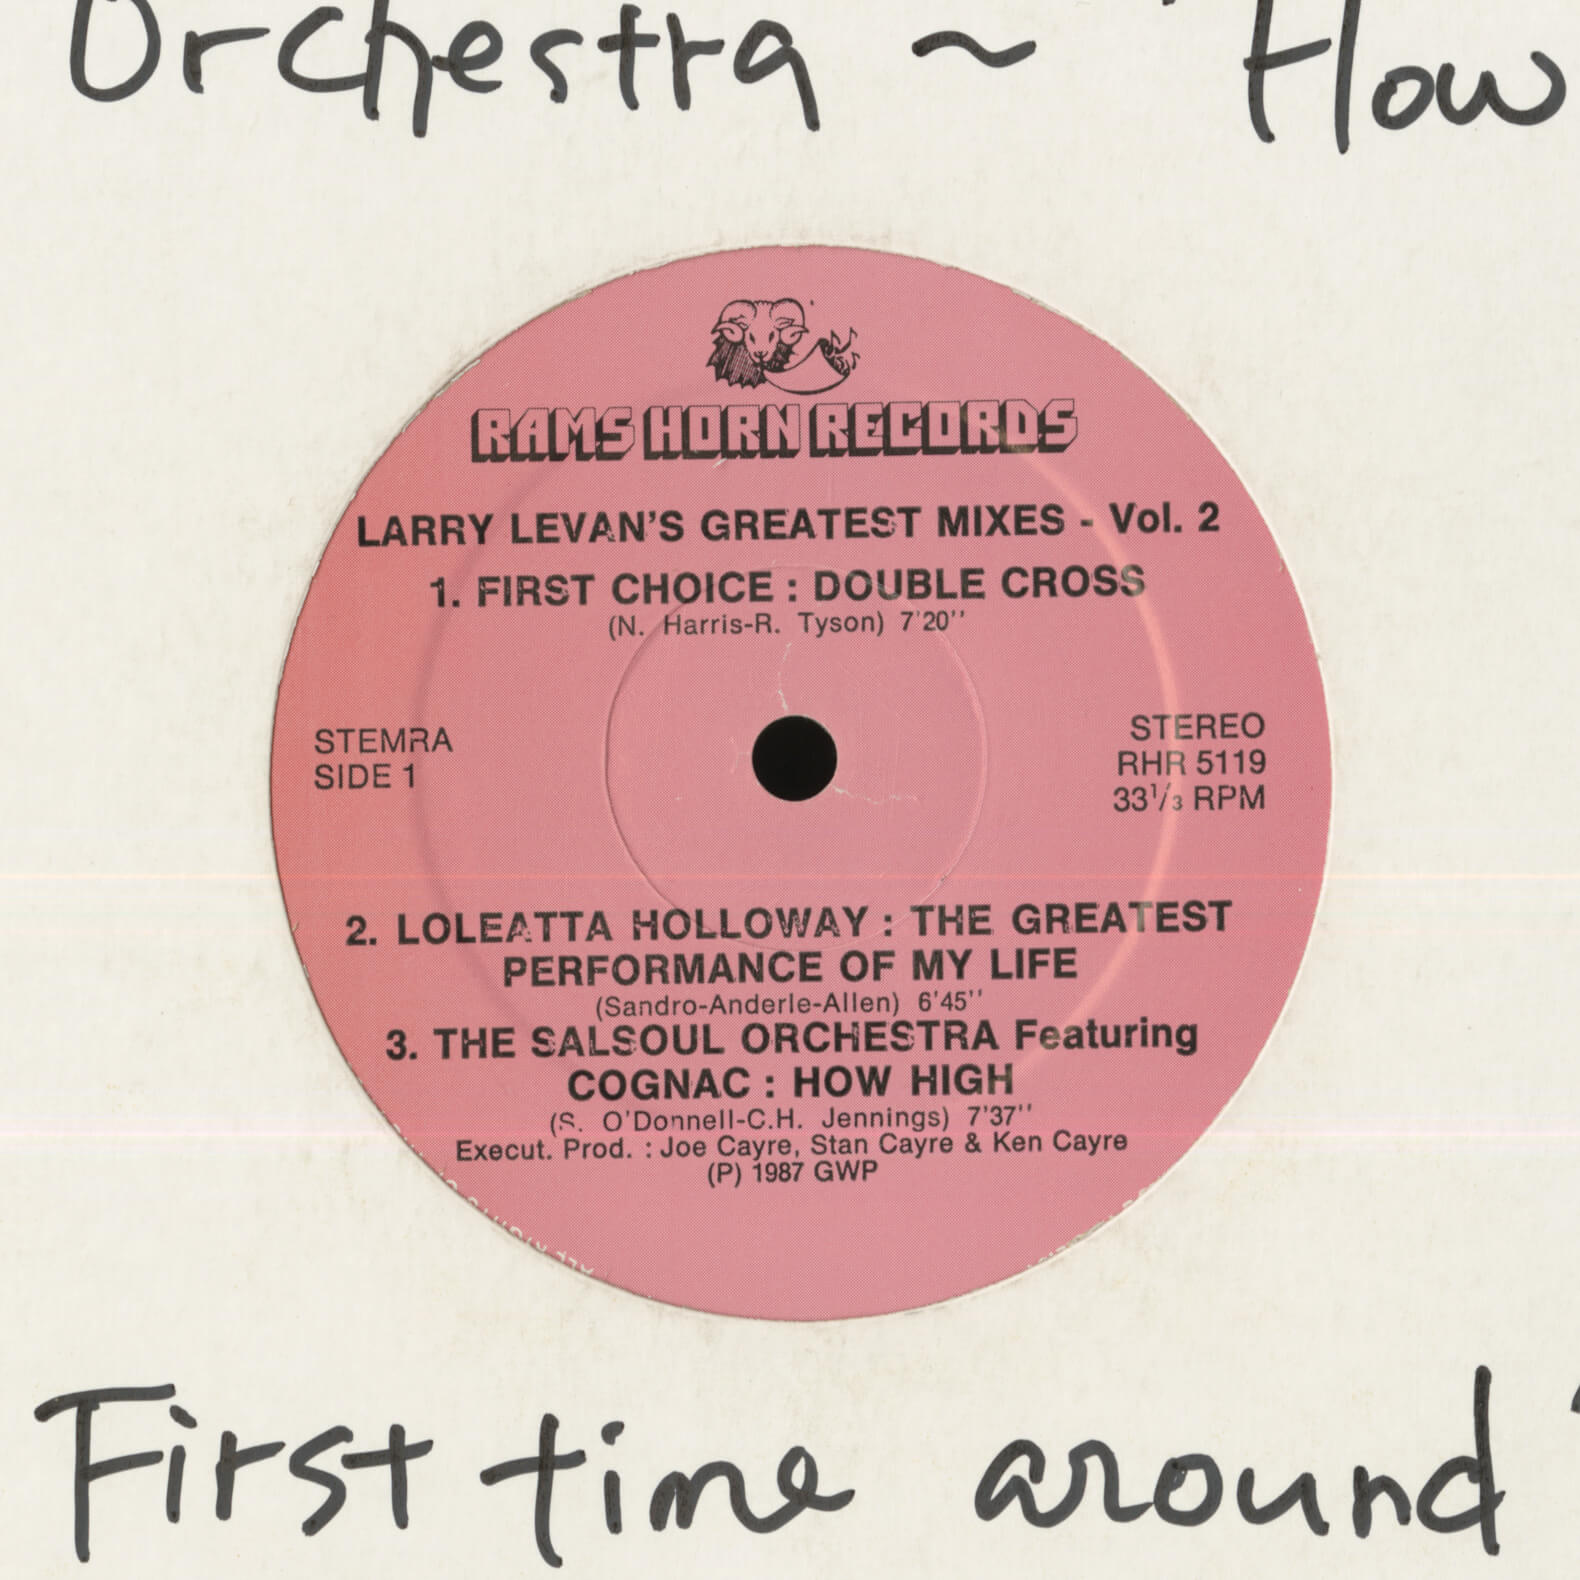 Orchestra ~ "How
RAMS HORN RECORDS
LARRY LEVAN'S GREATEST MIXES - Vol. 2
1. FIRST CHOICE : DOUBLE CROSS
(N. Harris-R. Tyson) 7'20''
STEMRA
SIDE 1
STEREO
RHR 5119
33 1/3 RPM
2. LOLEATTA HOLLOWAY : THE GREATEST
PERFORMANCE OF MY LIFE
(Sandro-Anderle-Allen) 6'45''
3. THE SALSOUL ORCHESTRA Featuring
COGNAC : HOW HIGH
(S. O'Donnell-C.H. Jennings) 7'37''
Execut. Prod. : Joe Cayre, Stan Cayre & Ken Cayre
(P) 1987 GWP
First time around